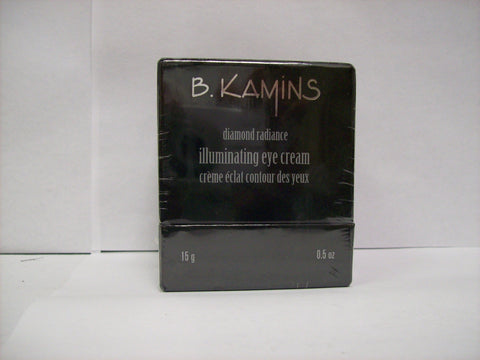 B. KAMiNS
diamond radiance
illuminating eye cream
crème éclat contour des yeux
15 g 0.5 oz